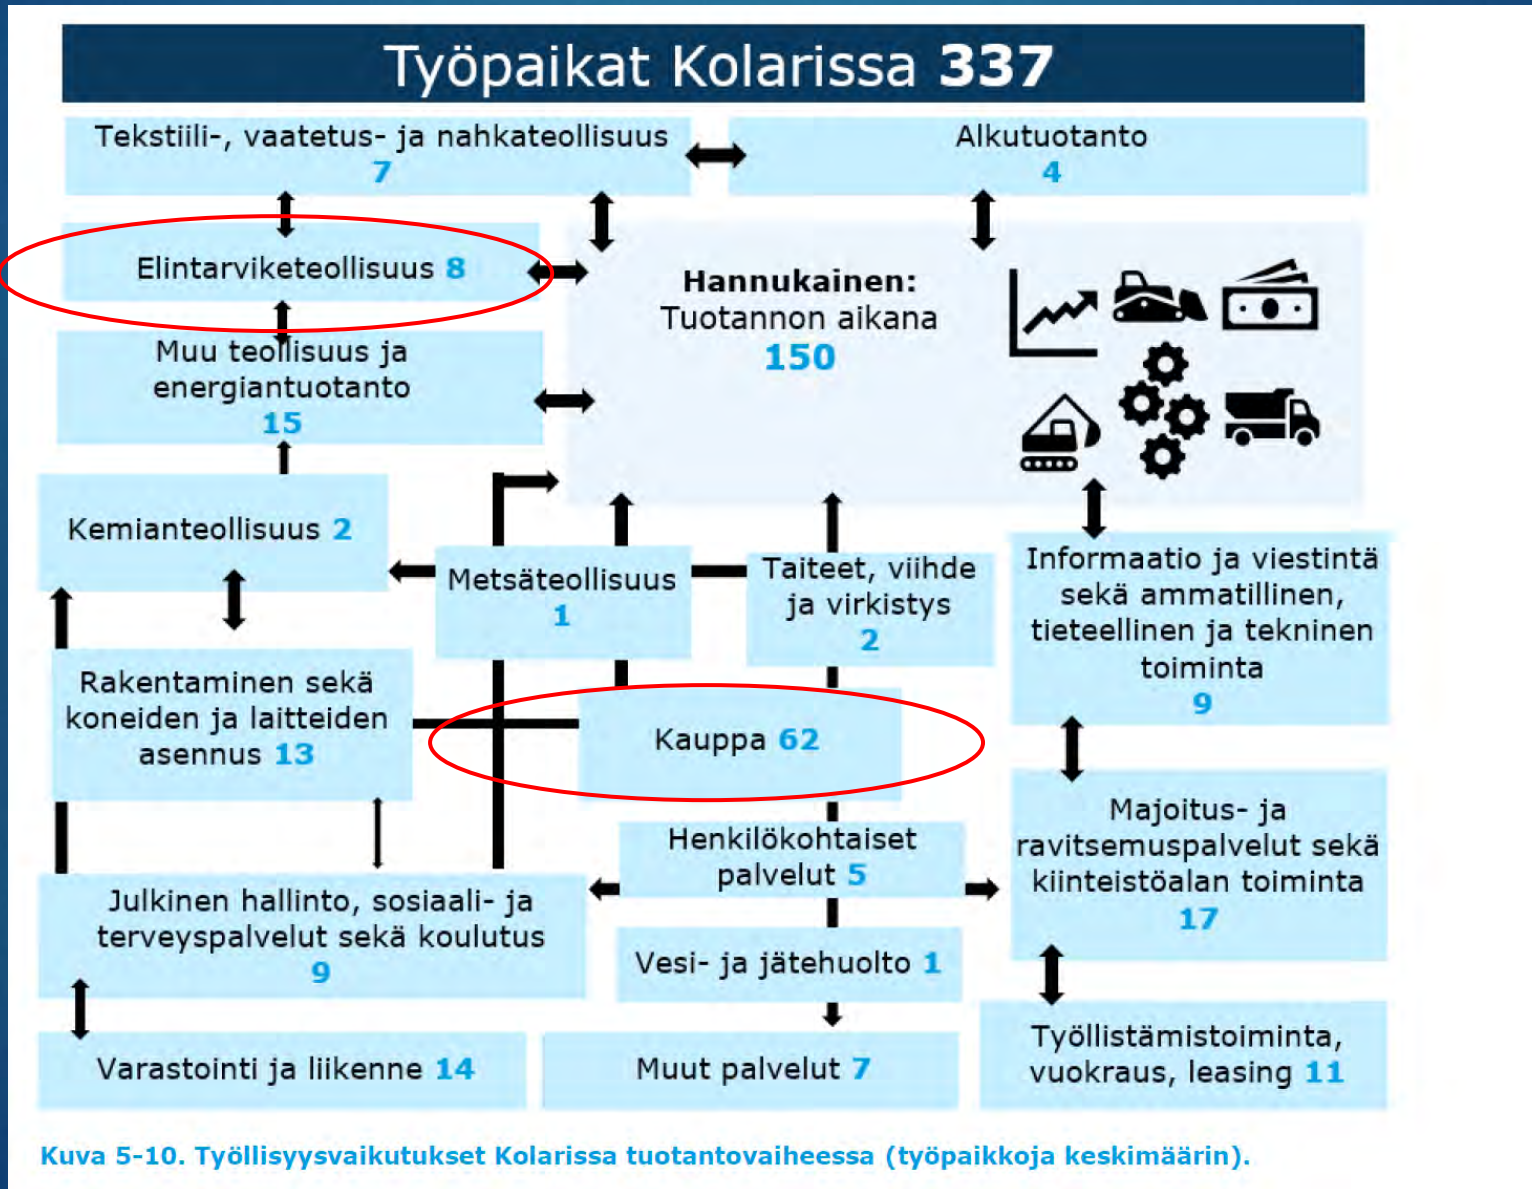 Työpaikat Kolarissa 337
Tekstiili-, vaatetus- ja nahkateollisuus
7
Alkutuotanto
4
Elintarviketeollisuus 8
Hannukainen:
Tuotannon aikana
150
Muu teollisuus ja
energiantuotanto
15
Kemianteollisuus 2
Metsäteollisuus
1
Taiteet, viihde
ja virkistys
2
Informaatio ja viestintä
sekä ammatillinen,
tieteellinen ja tekninen
toiminta
9
Rakentaminen sekä
koneiden ja laitteiden
asennus 13
Kauppa 62
Henkilökohtaiset
palvelut 5
Majoitus- ja
ravitsemuspalvelut sekä
kiinteistöalan toiminta
17
Julkinen hallinto, sosiaali- ja
terveyspalvelut sekä koulutus
9
Vesi- ja jätehuolto 1
Varastointi ja liikenne 14
Muut palvelut 7
Työllistämistoiminta,
vuokraus, leasing 11
Kuva 5-10. Työllisyysvaikutukset Kolarissa tuotantovaiheessa (työpaikkoja keskimäärin).